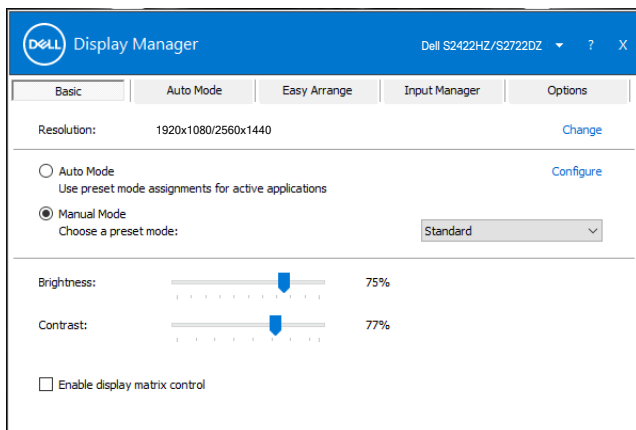 DELL Display Manager Dell S2422HZ/S2722DZ ? X
Basic Auto Mode Easy Arrange Input Manager Options
Resolution: 1920x1080/2560x1440 Change
Auto Mode Configure
Use preset mode assignments for active applications
Manual Mode
Choose a preset mode: Standard
Brightness: 75%
Contrast: 77%
Enable display matrix control